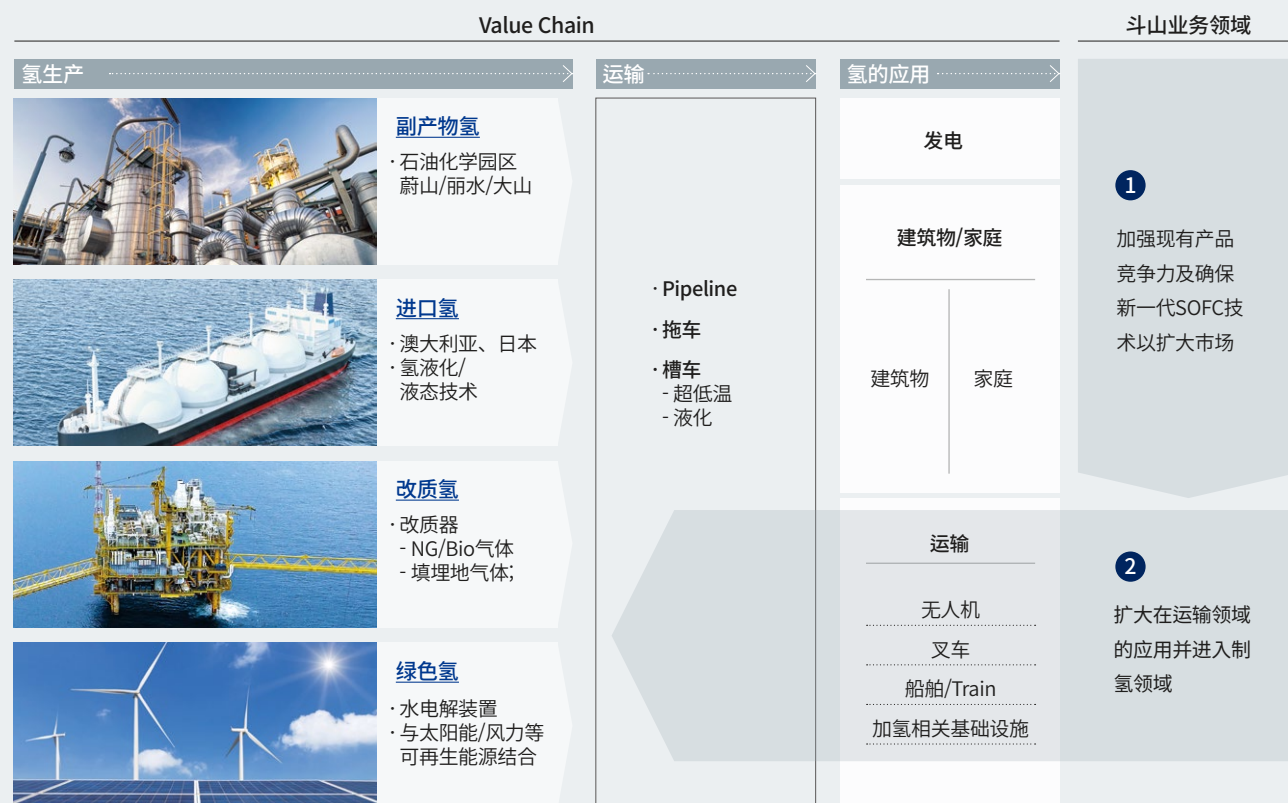 Value Chain
斗山业务领域
氢生产
运输
氢的应用
副产物氢
· 石油化学园区
蔚山/丽水/大山
进口氢
· 澳大利亚、日本
· 氢液化/
液态技术
改质氢
· 改质器
- NG/Bio气体
- 填埋地气体;
绿色氢
· 水电解装置
· 与太阳能/风力等
可再生能源结合
· Pipeline
· 拖车
· 槽车
- 超低温
- 液化
发电
建筑物/家庭
建筑物
家庭
运输
无人机
叉车
船舶/Train
加氢相关基础设施
1
加强现有产品
竞争力及确保
新一代SOFC技
术以扩大市场
2
扩大在运输领域
的应用并进入制
氢领域